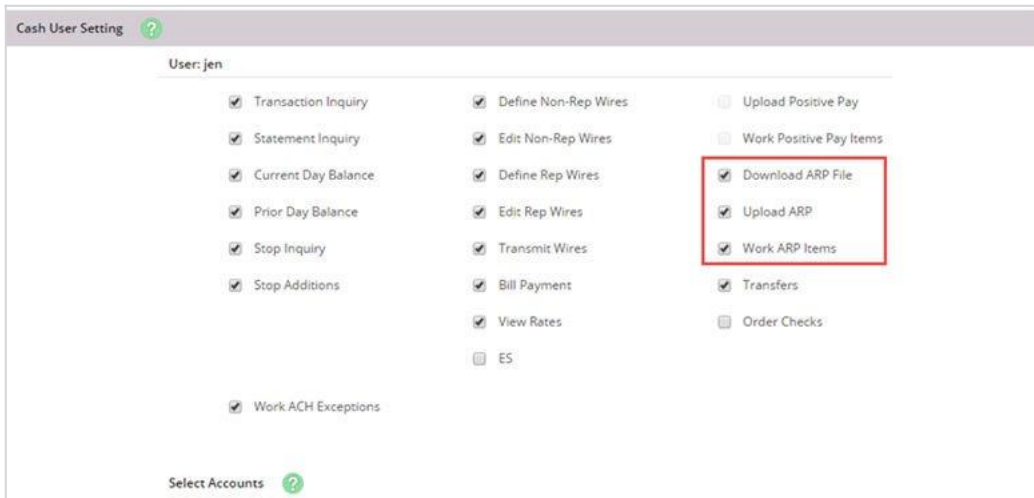 Cash User Setting ?
User: jen
Transaction Inquiry Define Non-Rep Wires Upload Positive Pay
Statement Inquiry Edit Non-Rep Wires Work Positive Pay Items
Current Day Balance Define Rep Wires Download ARP File
Prior Day Balance Edit Rep Wires Upload ARP
Stop Inquiry Transmit Wires Work ARP Items
Stop Additions Bill Payment Transfers
View Rates Order Checks
ES
Work ACH Exceptions
Select Accounts ?